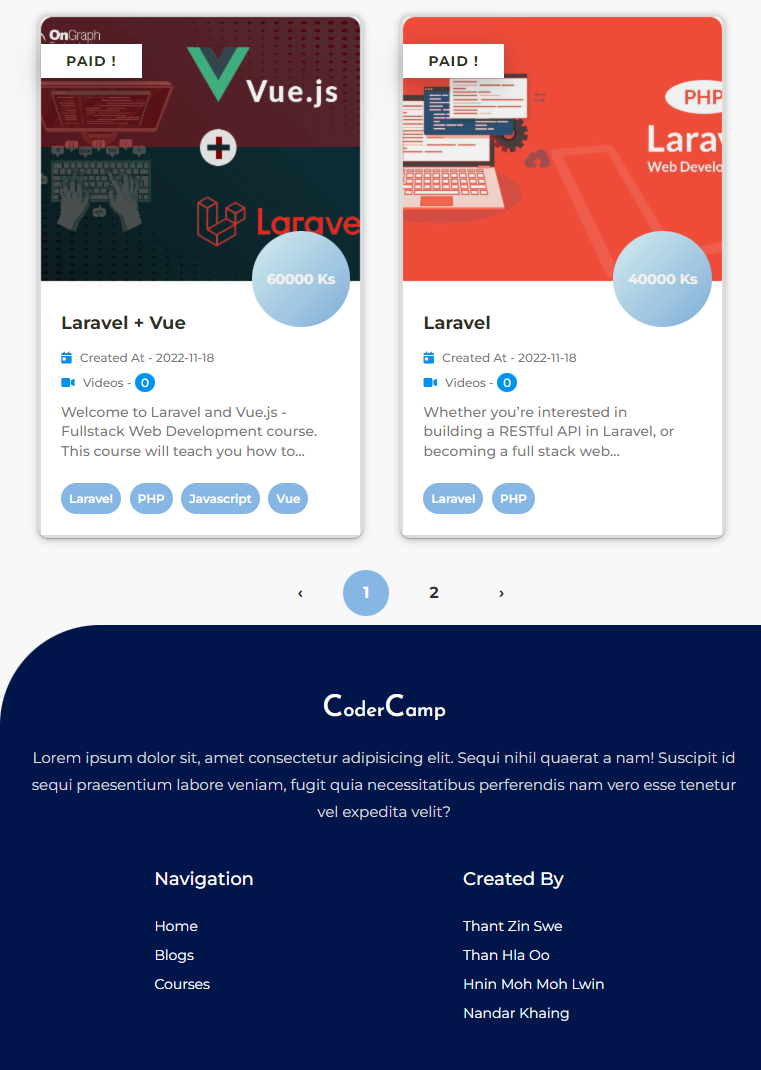 OnGraph
PAID !
Vue.js
Larave
60000 Ks
Laravel + Vue
Created At - 2022-11-18
Videos - 0
Welcome to Laravel and Vue.js -
Fullstack Web Development course.
This course will teach you how to...
Laravel PHP Javascript Vue
PAID !
PHP
Larav
Web Develo
40000 Ks
Laravel
Created At - 2022-11-18
Videos - 0
Whether you’re interested in
building a RESTful API in Laravel, or
becoming a full stack web...
Laravel PHP
‹ 1 2 ›
CoderCamp
Lorem ipsum dolor sit, amet consectetur adipisicing elit. Sequi nihil quaerat a nam! Suscipit id
sequi praesentium labore veniam, fugit quia necessitatibus perferendis nam vero esse tenetur
vel expedita velit?
Navigation
Home
Blogs
Courses
Created By
Thant Zin Swe
Than Hla Oo
Hnin Moh Moh Lwin
Nandar Khaing